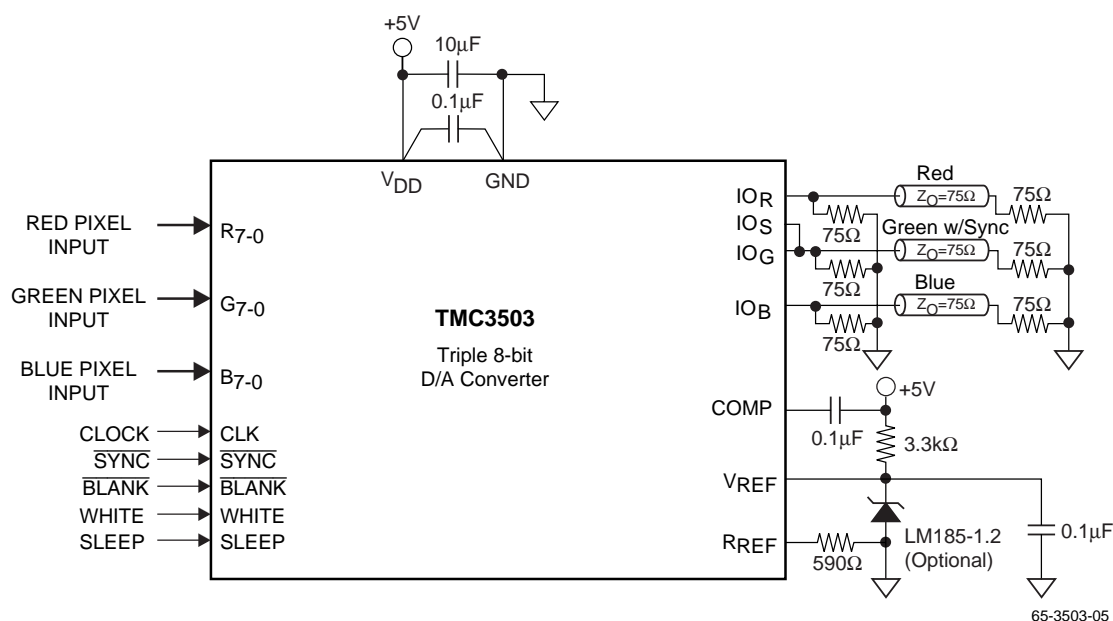 +5V
10μF
0.1μF
VDD
GND
RED PIXEL
INPUT
R7-0
GREEN PIXEL
INPUT
G7-0
BLUE PIXEL
INPUT
B7-0
CLOCK
CLK
SYNC
SYNC
BLANK
BLANK
WHITE
WHITE
SLEEP
SLEEP
TMC3503
Triple 8-bit
D/A Converter
IOR
Red
ZO=75Ω
75Ω
75Ω
IOS
Green w/Sync
IOG
ZO=75Ω
75Ω
75Ω
Blue
IOB
ZO=75Ω
75Ω
75Ω
+5V
COMP
0.1μF
3.3kΩ
VREF
LM185-1.2
(Optional)
0.1μF
RREF
590Ω
65-3503-05